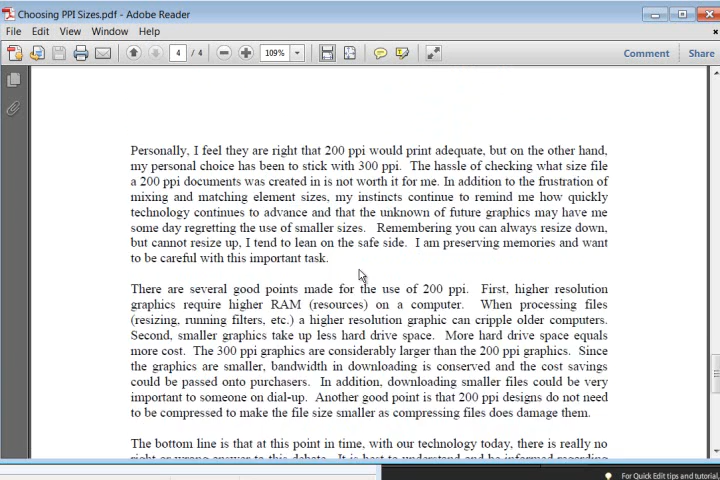 Choosing PPI Sizes.pdf - Adobe Reader
File Edit View Window Help
4 / 4 109% Comment Share
Personally, I feel they are right that 200 ppi would print adequate, but on the other hand,
my personal choice has been to stick with 300 ppi. The hassle of checking what size file
a 200 ppi documents was created in is not worth it for me. In addition to the frustration of
mixing and matching element sizes, my instincts continue to remind me how quickly
technology continues to advance and that the unknown of future graphics may have me
some day regretting the use of smaller sizes. Remembering you can always resize down,
but cannot resize up, I tend to lean on the safe side. I am preserving memories and want
to be careful with this important task.
There are several good points made for the use of 200 ppi. First, higher resolution
graphics require higher RAM (resources) on a computer. When processing files
(resizing, running filters, etc.) a higher resolution graphic can cripple older computers.
Second, smaller graphics take up less hard drive space. More hard drive space equals
more cost. The 300 ppi graphics are considerably larger than the 200 ppi graphics. Since
the graphics are smaller, bandwidth in downloading is conserved and the cost savings
could be passed onto purchasers. In addition, downloading smaller files could be very
important to someone on dial-up. Another good point is that 200 ppi designs do not need
to be compressed to make the file size smaller as compressing files does damage them.
The bottom line is that at this point in time, with our technology today, there is really no
right or wrong answer to this debate. It is best to understand and be informed regarding
For Quick Edit tips and tutorial,